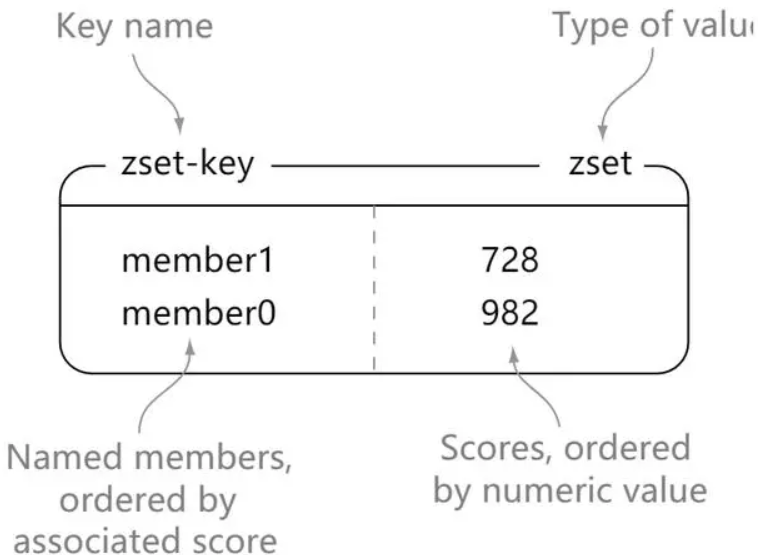 Key name
Type of valu
zset-key
zset
member1 728
member0 982
Named members,
ordered by
associated score
Scores, ordered
by numeric value